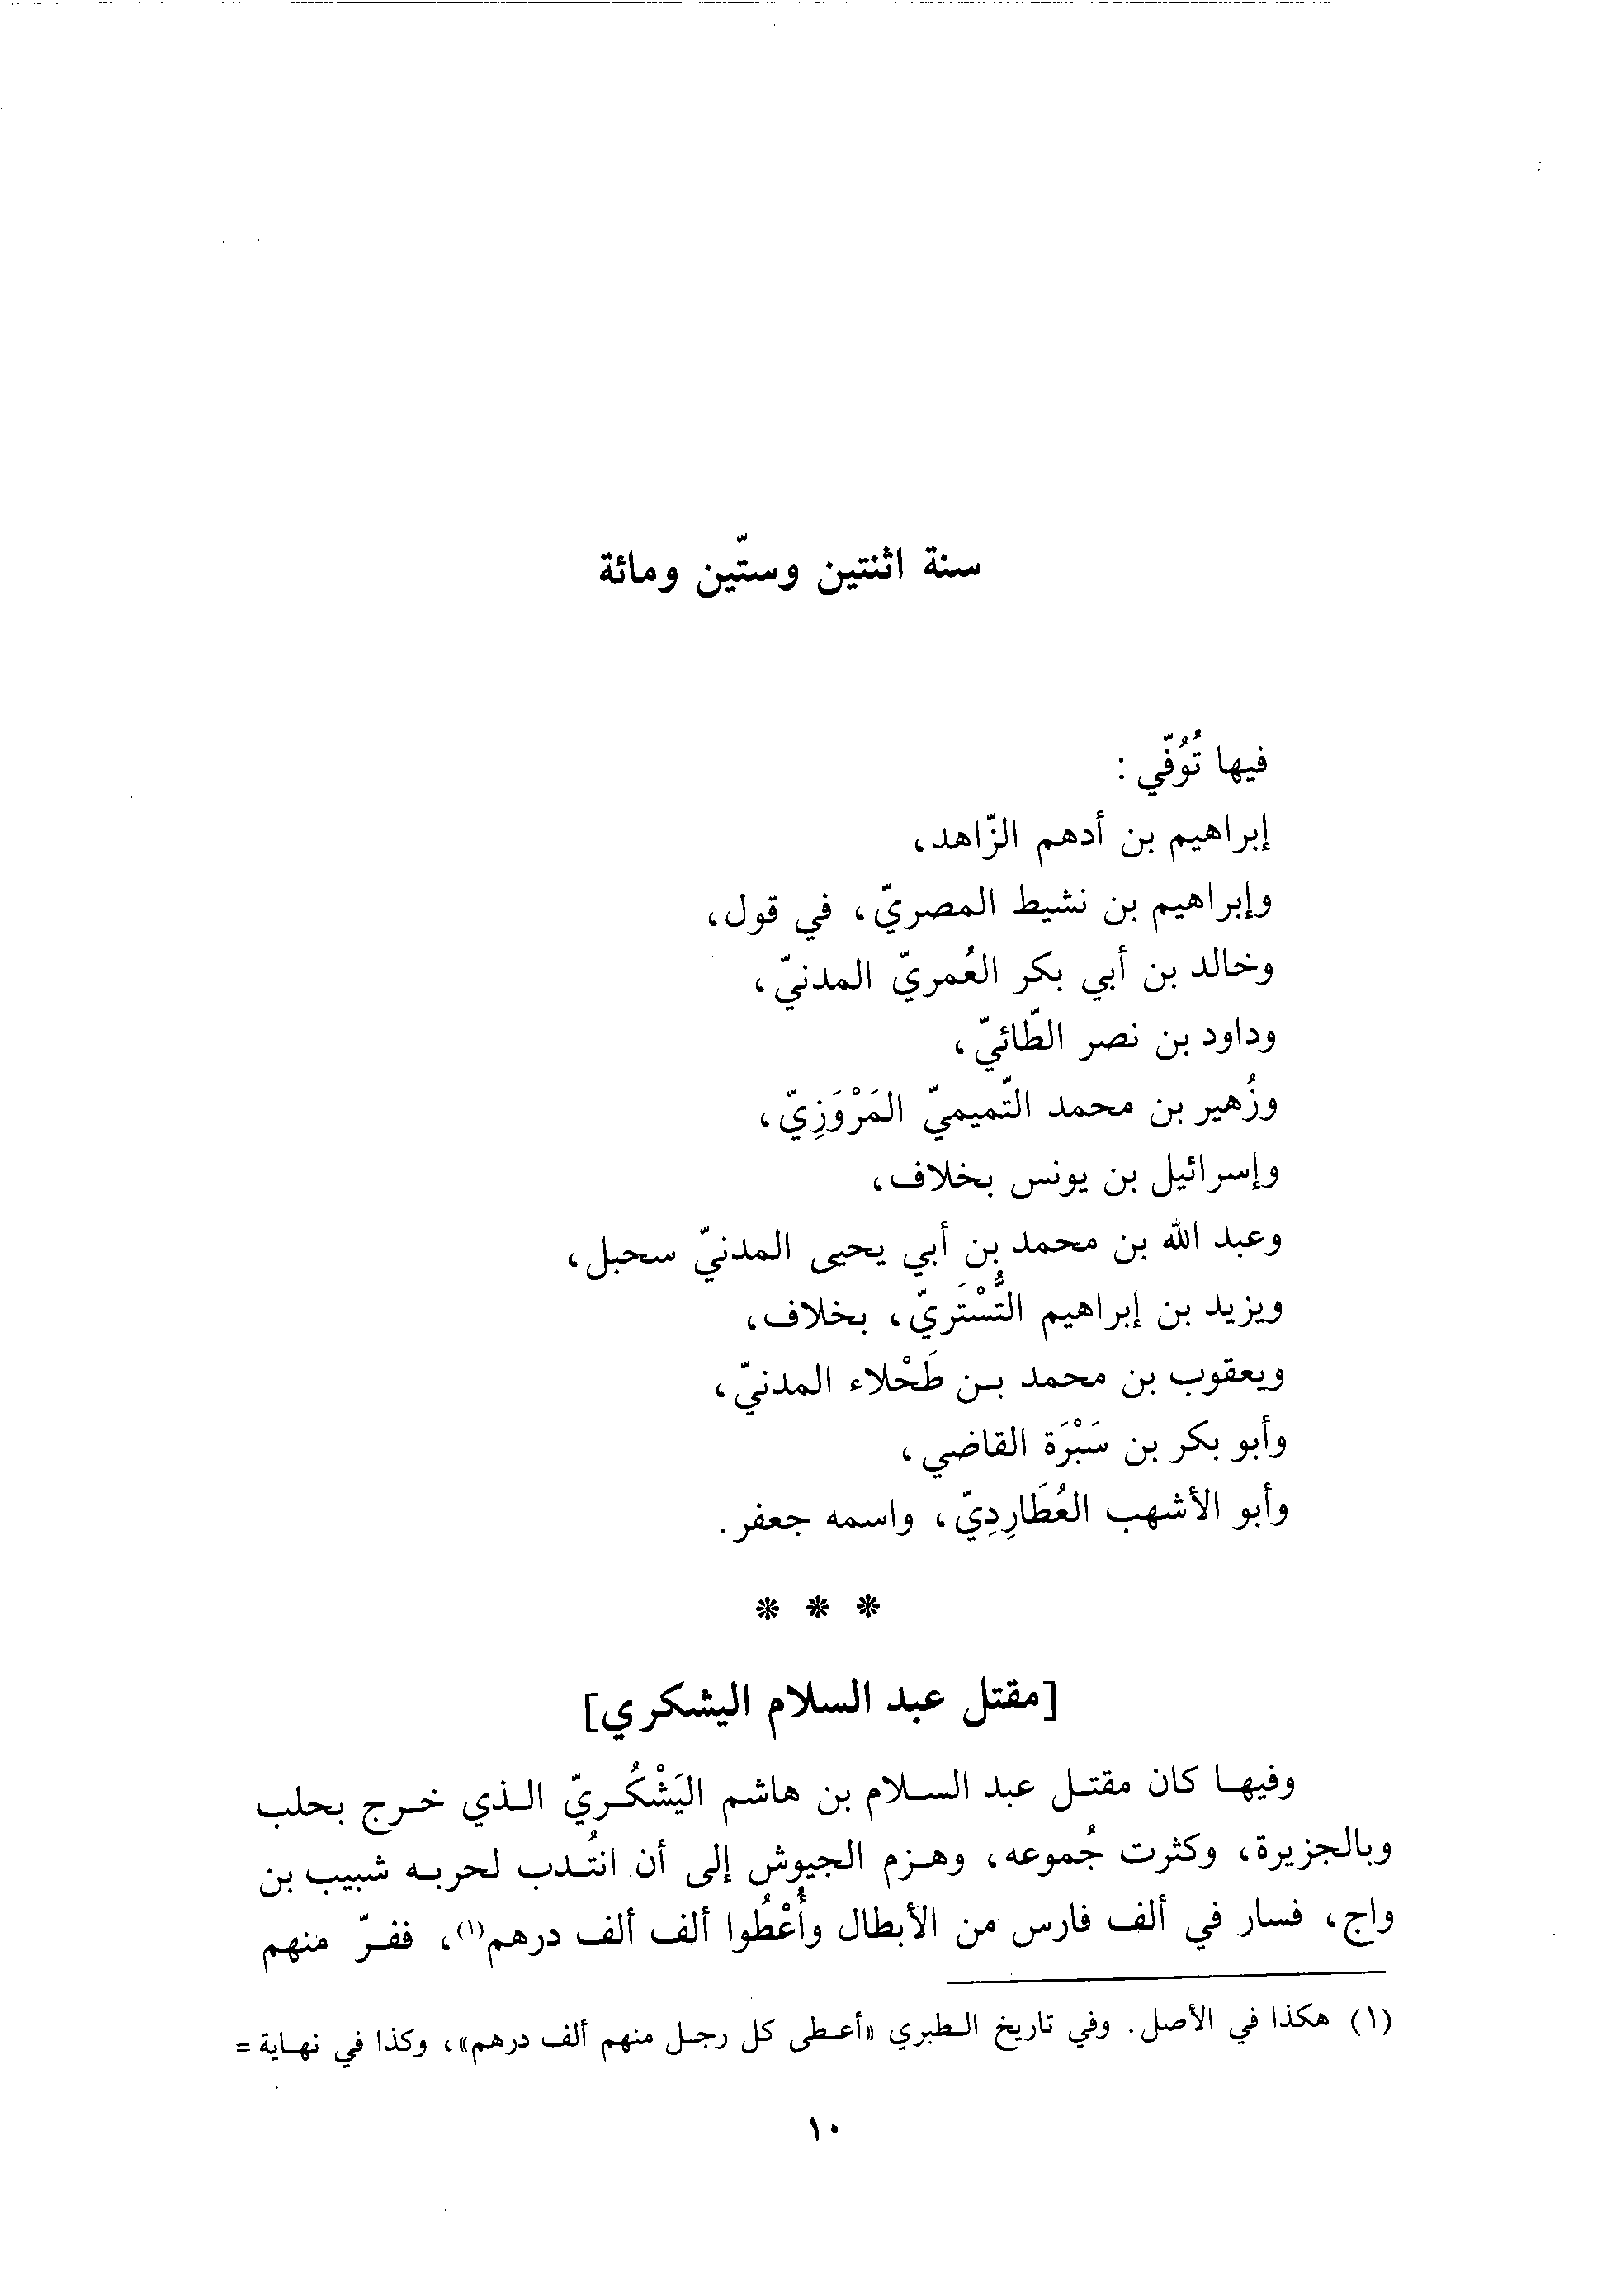 سنة اثنتين وستّين ومائة
فيها تُوُفّي :
إبراهيم بن أدهم الزّاهد،
وإبراهيم بن نشيط المصريّ، في قول،
وخالد بن أبي بكر العُمريّ المدنيّ،
وداود بن نصر الطّائيّ،
وزُهير بن محمد التّميميّ المَرْوَزِيّ،
وإسرائيل بن يونس بخلاف،
وعبد الله بن محمد بن أبي يحيى المدنيّ سحبل،
ويزيد بن إبراهيم التُّسْتَريّ، بخلاف،
ويعقوب بن محمد بن طَحْلاء المدنيّ،
وأبو بكر بن سَبْرَة القاضي،
وأبو الأشهب العُطَارِدِيّ، واسمه جعفر.
* * *
[مقتل عبد السلام اليشكري]
وفيها كان مقتل عبد السلام بن هاشم اليَشْكُريّ الذي خرج بحلب
وبالجزيرة، وكثرت جُموعه، وهزم الجيوش إلى أن انتُدب لحربه شبيب بن
واج، فسار في ألف فارس من الأبطال وأُعْطُوا ألف ألف درهم(١)، ففرّ منهم
(١) هكذا في الأصل. وفي تاريخ الطبري «أعطى كل رجل منهم ألف درهم»، وكذا في نهاية =
١٠